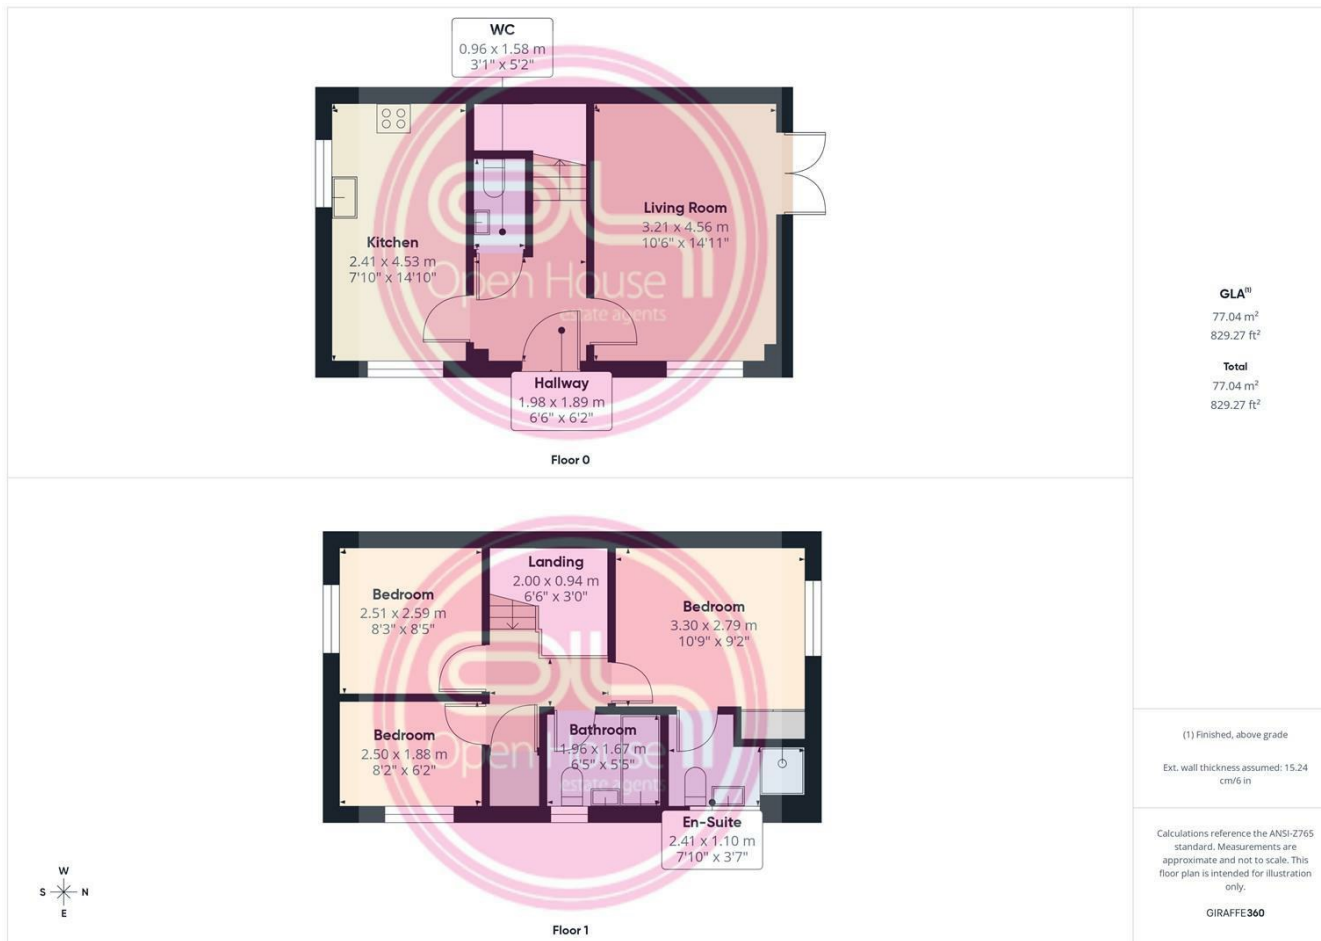 WC
0.96 x 1.58 m
3'1" x 5'2"
Living Room
3.21 x 4.56 m
10'6" x 14'11"
Kitchen
2.41 x 4.53 m
7'10" x 14'10"
OL
Open House
estate agents
Hallway
1.98 x 1.89 m
6'6" x 6'2"
Floor 0
Landing
2.00 x 0.94 m
6'6" x 3'0"
Bedroom
2.51 x 2.59 m
8'3" x 8'5"
Bedroom
3.30 x 2.79 m
10'9" x 9'2"
Bedroom
2.50 x 1.88 m
8'2" x 6'2"
Bathroom
1.96 x 1.67 m
6'5" x 5'5"
Open House
estate agents
En-Suite
2.41 x 1.10 m
7'10" x 3'7"
W
S N
E
Floor 1
GLA(1)
77.04 m²
829.27 ft²
Total
77.04 m²
829.27 ft²
(1) Finished, above grade
Ext. wall thickness assumed: 15.24
cm/6 in
Calculations reference the ANSI-Z765
standard. Measurements are
approximate and not to scale. This
floor plan is intended for illustration
only.
GIRAFFE360